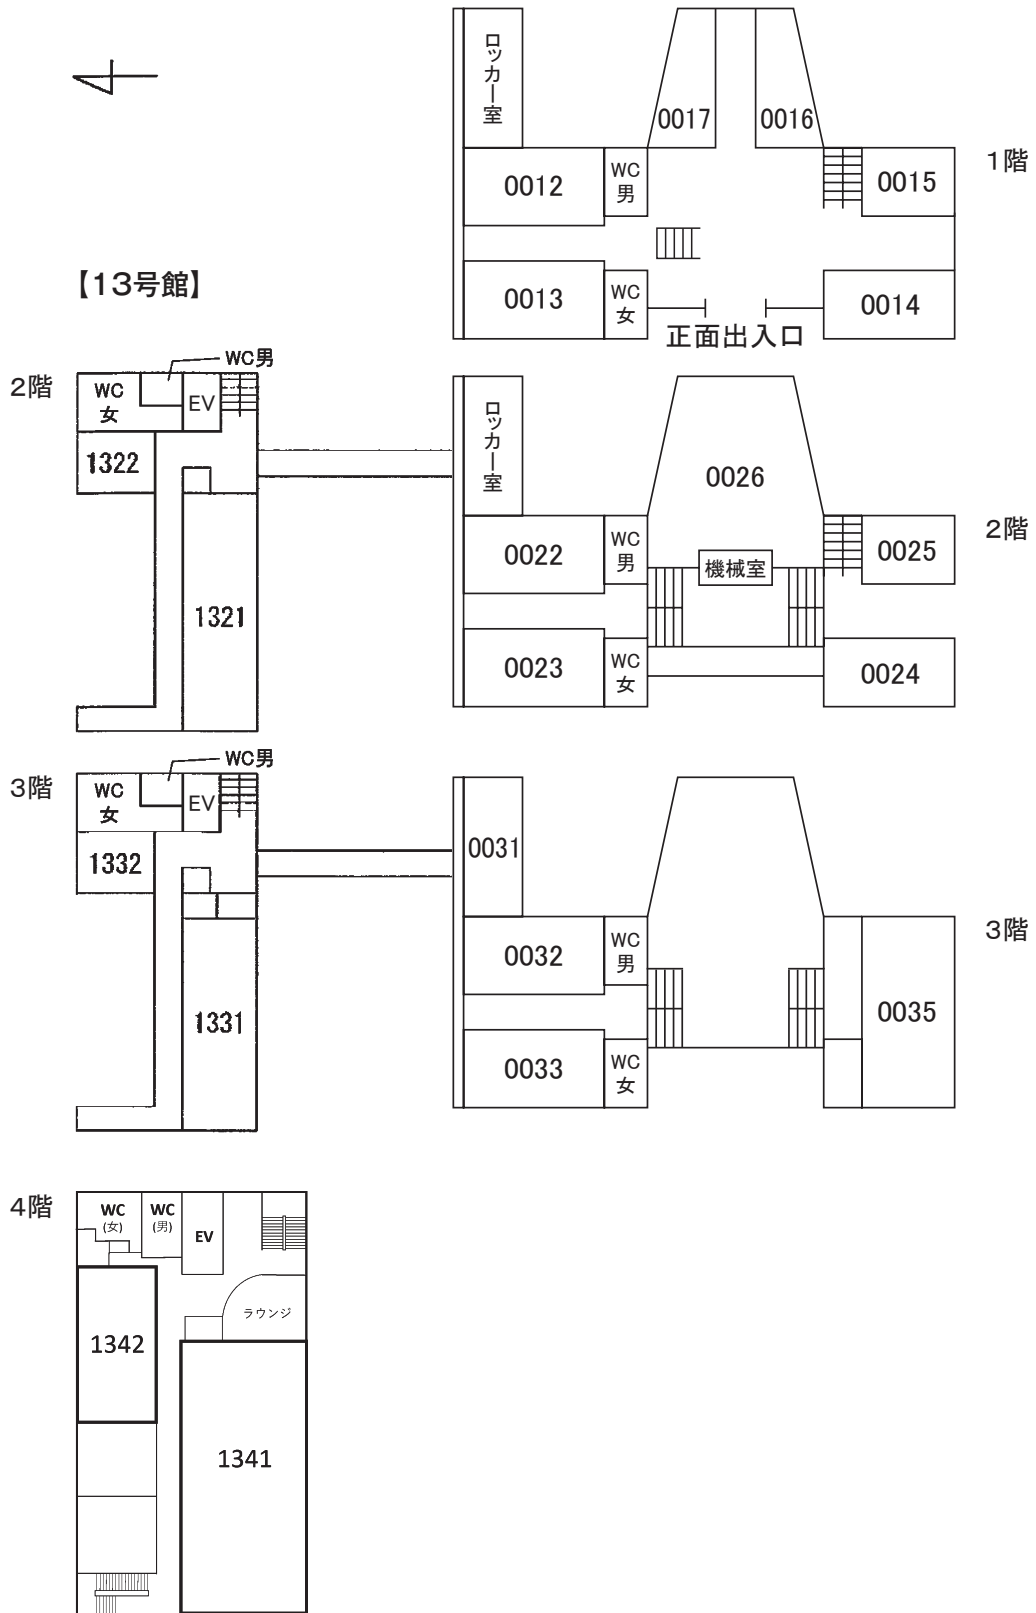 ロッカー室
0017
0016
1階
0012
WC
男
0015
【13号館】
0013
WC
女
0014
正面出入口
2階
WC男
WC
女
EV
1322
1321
ロッカー室
0026
2階
0022
WC
男
機械室
0025
0023
WC
女
0024
3階
WC男
WC
女
EV
1332
1331
0031
3階
0032
WC
男
0035
0033
WC
女
4階
WC
(女)
WC
(男)
EV
ラウンジ
1342
1341